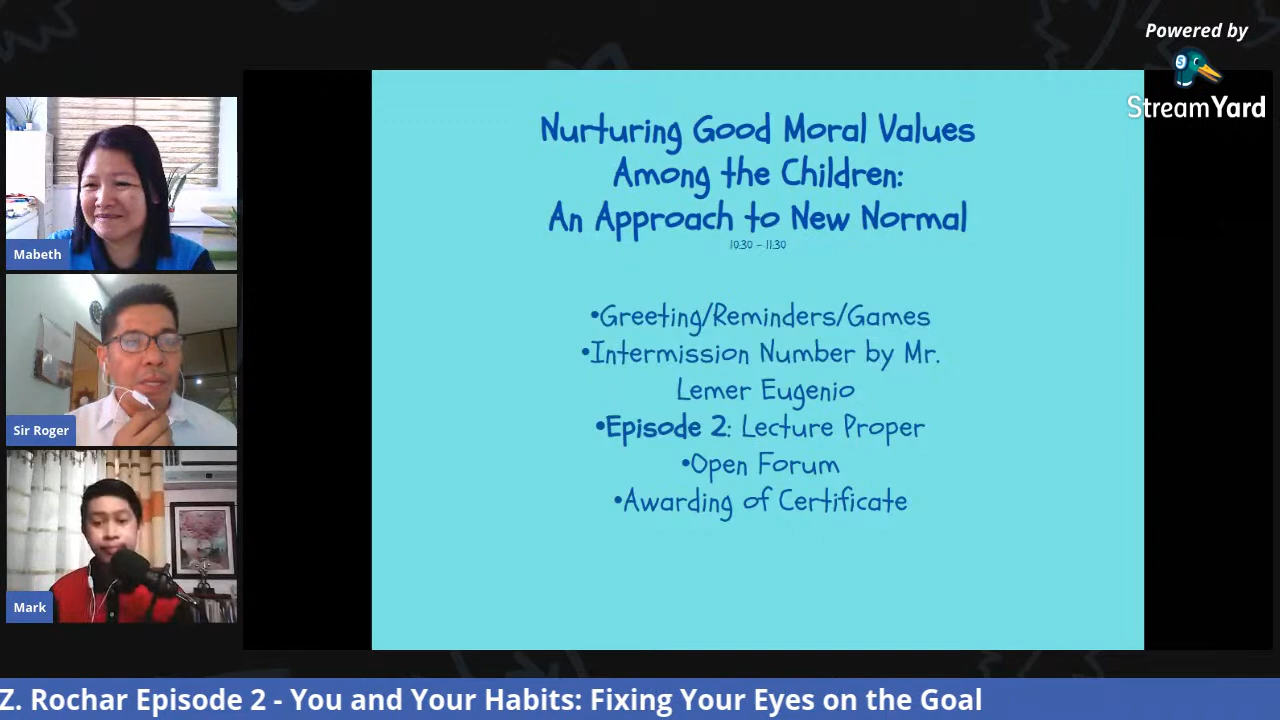 Powered by
StreamYard
Nurturing Good Moral Values
Among the Children:
An Approach to New Normal
10:30 - 11:30
•Greeting/Reminders/Games
•Intermission Number by Mr.
Lemer Eugenio
•Episode 2: Lecture Proper
•Open Forum
•Awarding of Certificate
Mabeth
Sir Roger
Mark
Z. Rochar Episode 2 - You and Your Habits: Fixing Your Eyes on the Goal